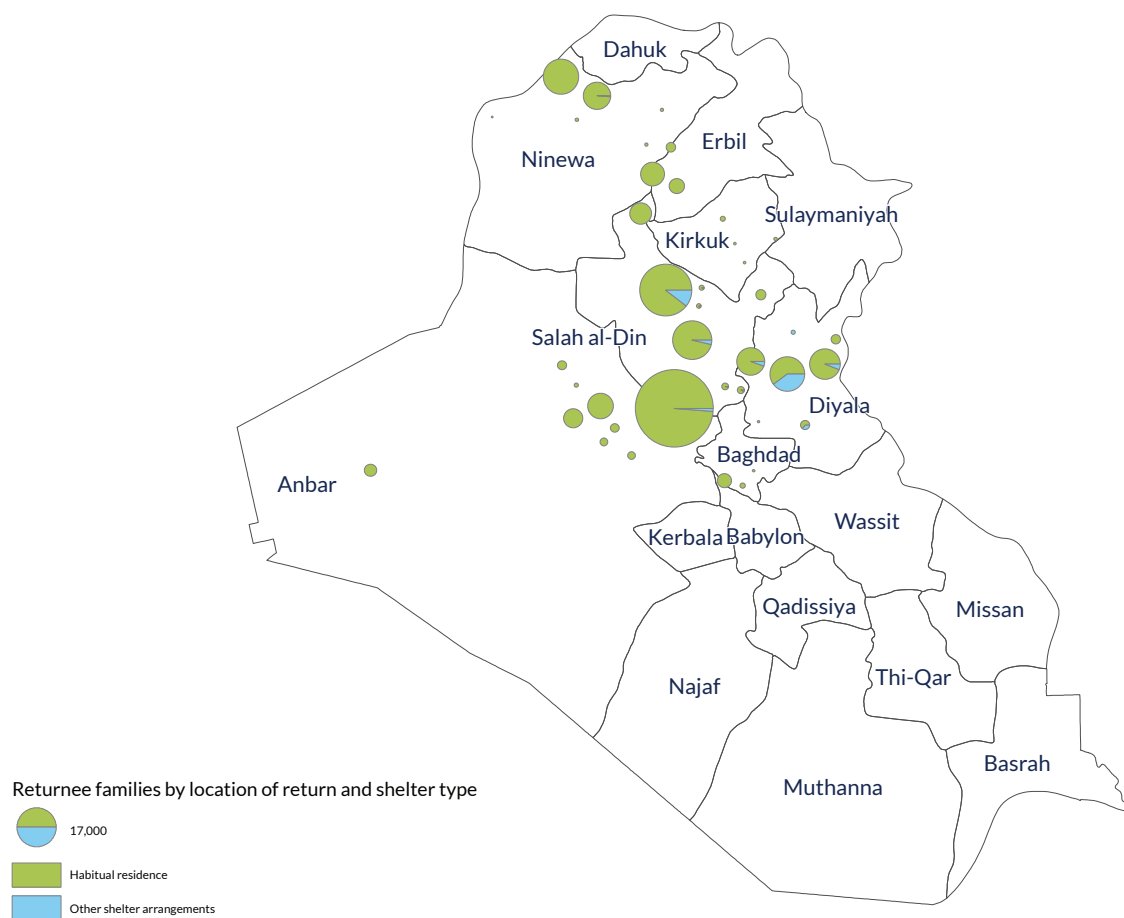 Dahuk
Erbil
Ninewa
Sulaymaniyah
Kirkuk
Salah al-Din
Diyala
Baghdad
Anbar
Wassit
Kerbala
Babylon
Qadissiya
Missan
Thi-Qar
Najaf
Basrah
Muthanna
Returnee families by location of return and shelter type
17,000
Habitual residence
Other shelter arrangements